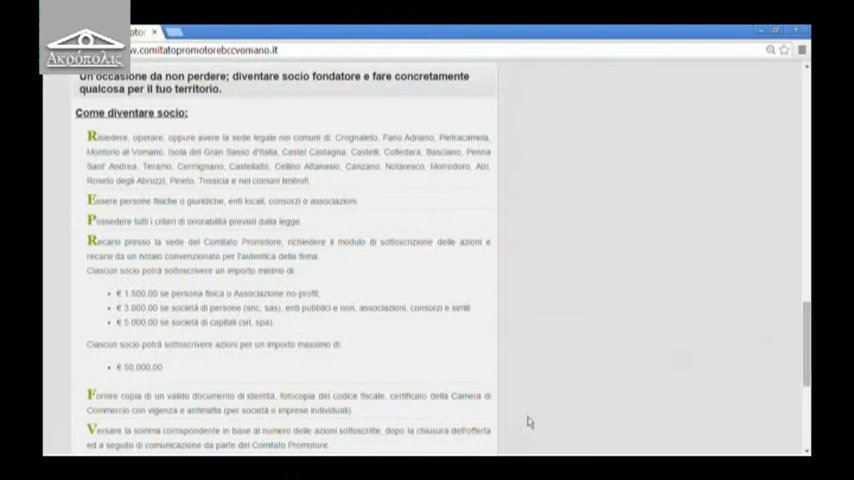 Ακρόπολις
otor
w.comitatopromotorebccvomano.it
Un'occasione da non perdere; diventare socio fondatore e fare concretamente
qualcosa per il tuo territorio.
Come diventare socio:
Risiedere, operare, oppure avere la sede legale nei comuni di: Crognaleto, Fano Adriano, Pietracamela,
Montorio al Vomano, Isola del Gran Sasso d'Italia, Castel Castagna, Castelli, Colledara, Basciano, Penna
Sant' Andrea, Teramo, Cermignano, Castellalto, Cellino Attanasio, Canzano, Notaresco, Morrodoro, Atri,
Roseto degli Abruzzi, Pineto, Tossicia e nei comuni limitrofi.
Essere persone fisiche o giuridiche, enti locali, consorzi o associazioni.
Possedere tutti i criteri di onorabilità previsti dalla legge.
Recarsi presso la sede del Comitato Promotore, richiedere il modulo di sottoscrizione delle azioni e
recarsi da un notaio convenzionato per l'autentica della firma.
Ciascun socio potrà sottoscrivere un importo minimo di:
• € 1.500,00 se persona fisica o Associazione no-profit;
• € 3.000,00 se società di persone (snc, sas), enti pubblici e non, associazioni, consorzi e simili
• € 5.000,00 se società di capitali (srl, spa).
Ciascun socio potrà sottoscrivere azioni per un importo massimo di:
• € 50.000,00
Fornire copia di un valido documento di identità, fotocopia del codice fiscale, certificato della Camera di
Commercio con vigenza e antimafia (per società o imprese individuali)
Versare la somma corrispondente in base al numero delle azioni sottoscritte, dopo la chiusura dell'offerta
ed a seguito di comunicazione da parte del Comitato Promotore.